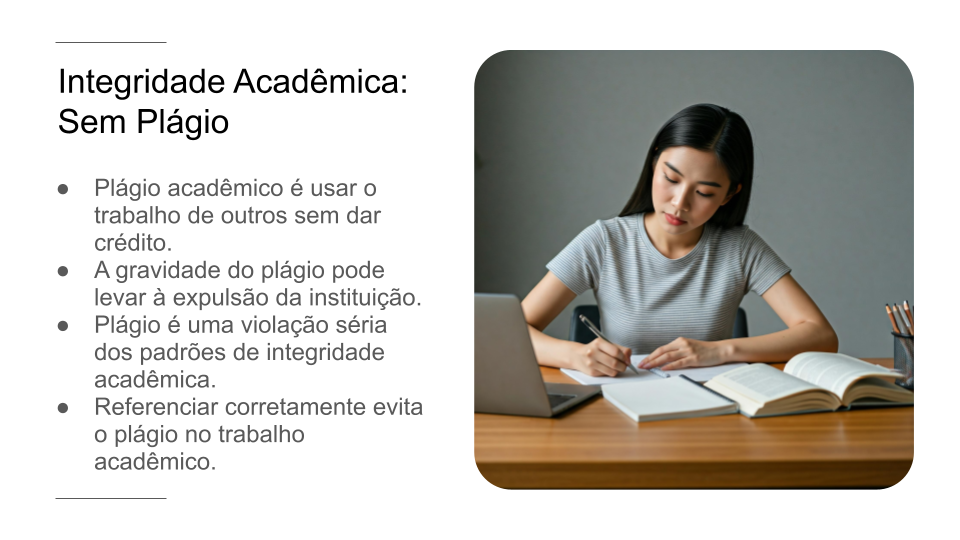 Integridade Acadêmica:
Sem Plágio
● Plágio acadêmico é usar o
trabalho de outros sem dar
crédito.
● A gravidade do plágio pode
levar à expulsão da instituição.
● Plágio é uma violação séria
dos padrões de integridade
acadêmica.
● Referenciar corretamente evita
o plágio no trabalho
acadêmico.